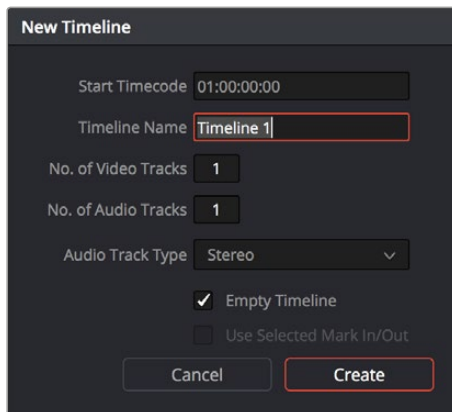 New Timeline
Start Timecode 01:00:00:00
Timeline Name Timeline 1
No. of Video Tracks 1
No. of Audio Tracks 1
Audio Track Type Stereo
Empty Timeline
Use Selected Mark In/Out
Cancel Create